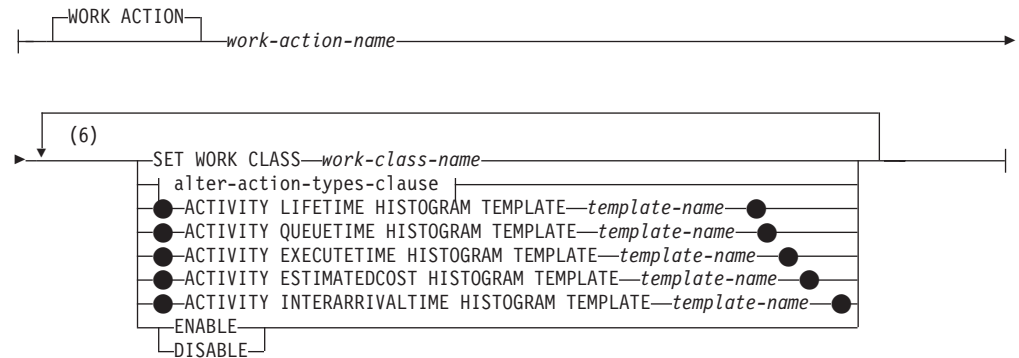 WORK ACTION
work-action-name
(6)
SET WORK CLASS work-class-name
alter-action-types-clause
ACTIVITY LIFETIME HISTOGRAM TEMPLATE template-name
ACTIVITY QUEUETIME HISTOGRAM TEMPLATE template-name
ACTIVITY EXECUTETIME HISTOGRAM TEMPLATE template-name
ACTIVITY ESTIMATEDCOST HISTOGRAM TEMPLATE template-name
ACTIVITY INTERARRIVALTIME HISTOGRAM TEMPLATE template-name
ENABLE
DISABLE